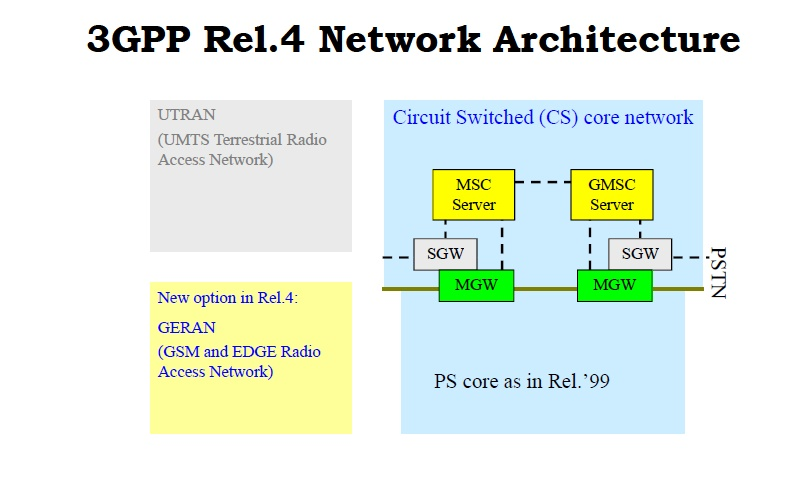 3GPP Rel.4 Network Architecture
UTRAN
(UMTS Terrestrial Radio
Access Network)
New option in Rel.4:
GERAN
(GSM and EDGE Radio
Access Network)
Circuit Switched (CS) core network
MSC
Server
GMSC
Server
SGW
SGW
MGW
MGW
PSTN
PS core as in Rel.’99